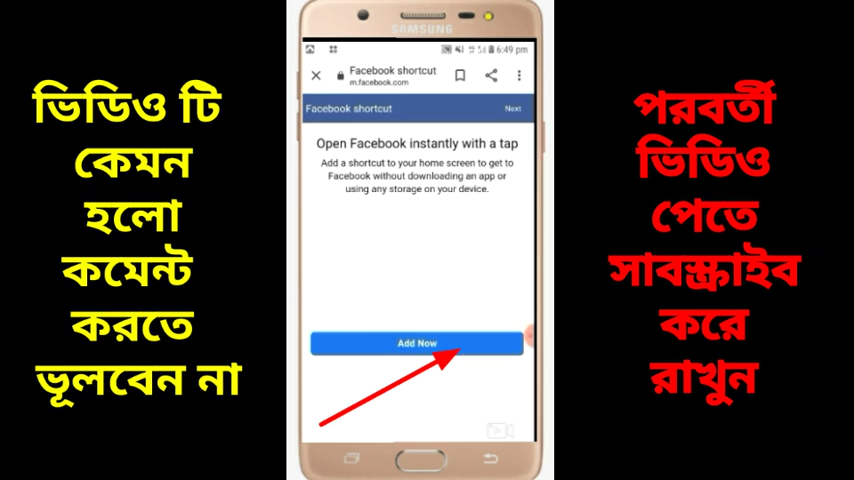 ভিডিও টি
কেমন
হলো
কমেন্ট
করতে
ভূলবেন না
SAMSUNG
6:49 pm
Facebook shortcut
m.facebook.com
Facebook shortcut
Next
Open Facebook instantly with a tap
Add a shortcut to your home screen to get to
Facebook without downloading an app or
using any storage on your device.
Add Now
পরবর্তী
ভিডিও
পেতে
সাবস্ক্রাইব
করে
রাখুন